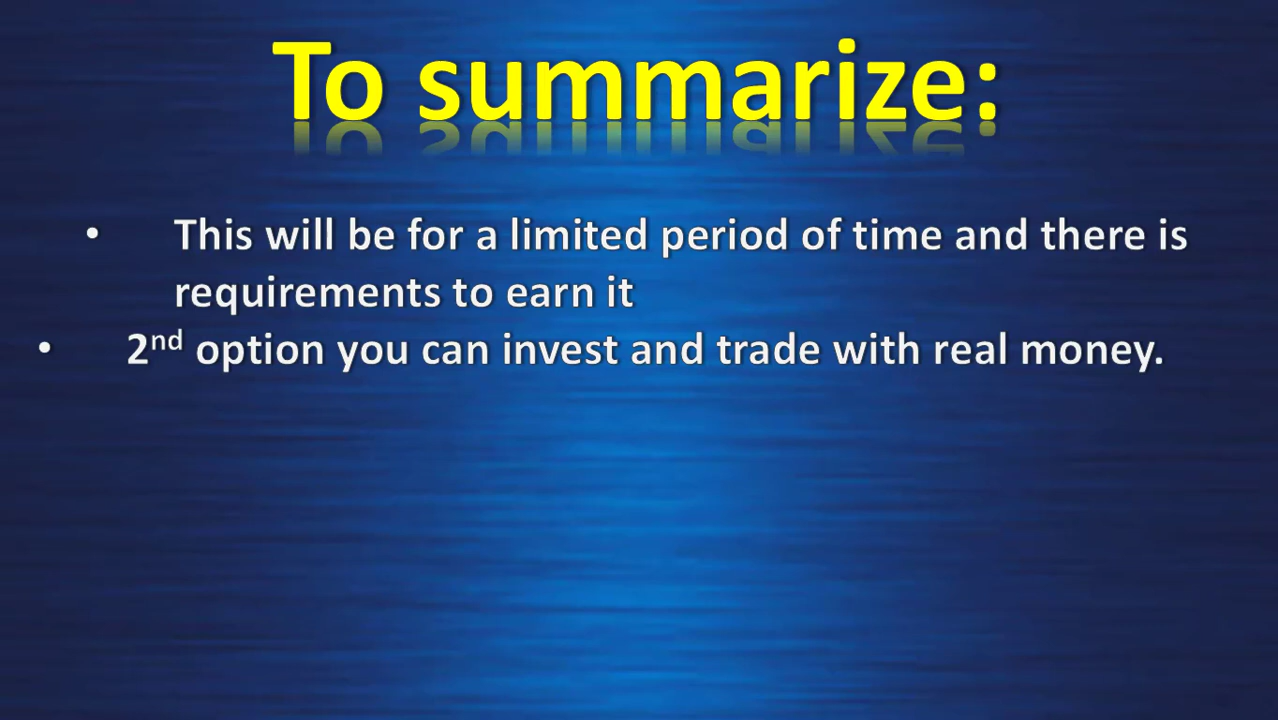 To summarize:
• This will be for a limited period of time and there is
requirements to earn it
• 2nd option you can invest and trade with real money.